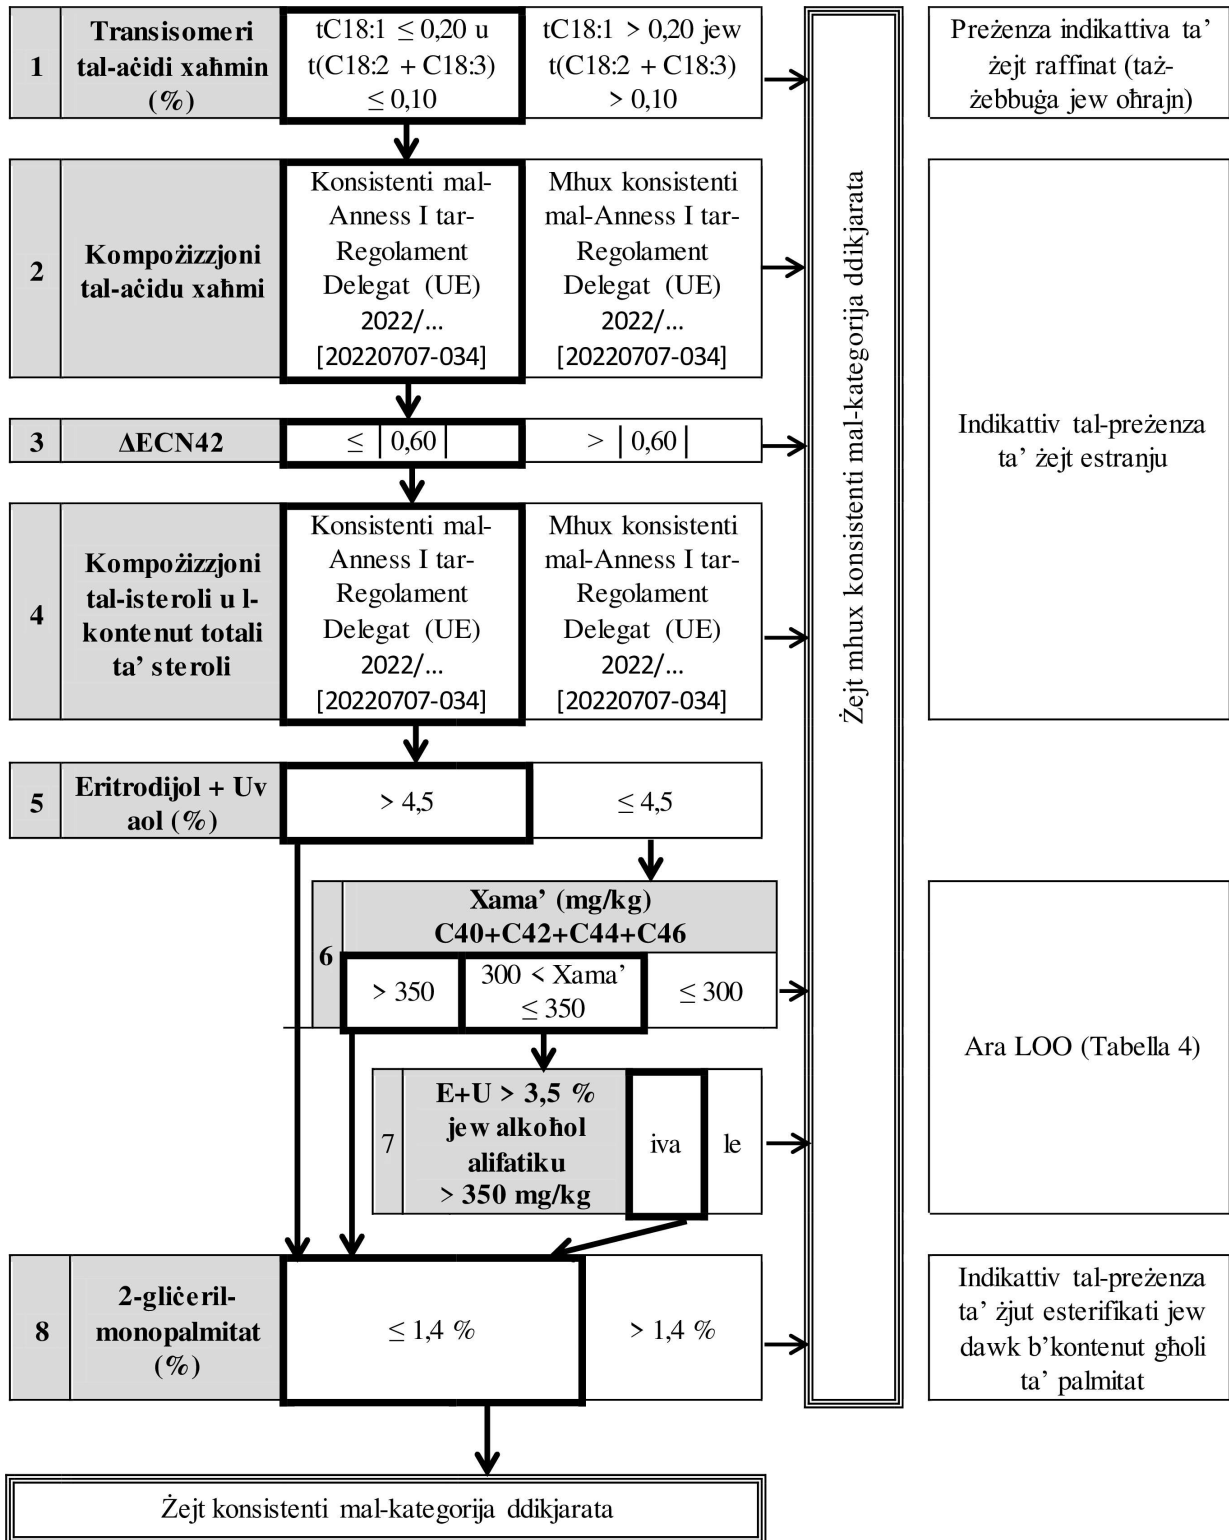 1
Transisomeri
tal-aċidi xaħmin
(%)
tC18:1 ≤ 0,20 u
t(C18:2 + C18:3)
≤ 0,10
tC18:1 > 0,20 jew
t(C18:2 + C18:3)
> 0,10
Preżenza indikattiva ta’
żejt raffinat (taż-
żebbuġa jew oħrajn)
2
Kompożizzjoni
tal-aċidu xaħmi
Konsistenti mal-
Anness I tar-
Regolament
Delegat (UE)
2022/...
[20220707-034]
Mhux konsistenti
mal-Anness I tar-
Regolament
Delegat (UE)
2022/...
[20220707-034]
3
ΔECN42
≤ | 0,60 |
> | 0,60 |
Indikattiv tal-preżenza
ta’ żejt estranju
4
Kompożizzjoni
tal-isteroli u l-
kontenut totali
ta’ steroli
Konsistenti mal-
Anness I tar-
Regolament
Delegat (UE)
2022/...
[20220707-034]
Mhux konsistenti
mal-Anness I tar-
Regolament
Delegat (UE)
2022/...
[20220707-034]
Żejt mhux konsistenti mal-kategorija ddikjarata
5
Eritrodijol + Uv
aol (%)
> 4,5
≤ 4,5
6
Xama’ (mg/kg)
C40+C42+C44+C46
> 350
300 < Xama’
≤ 350
≤ 300
Ara LOO (Tabella 4)
7
E+U > 3,5 %
jew alkoħol
alifatiku
> 350 mg/kg
iva
le
8
2-gliċeril-
monopalmitat
(%)
≤ 1,4 %
> 1,4 %
Indikattiv tal-preżenza
ta’ żjut esterifikati jew
dawk b’kontenut għoli
ta’ palmitat
Żejt konsistenti mal-kategorija ddikjarata